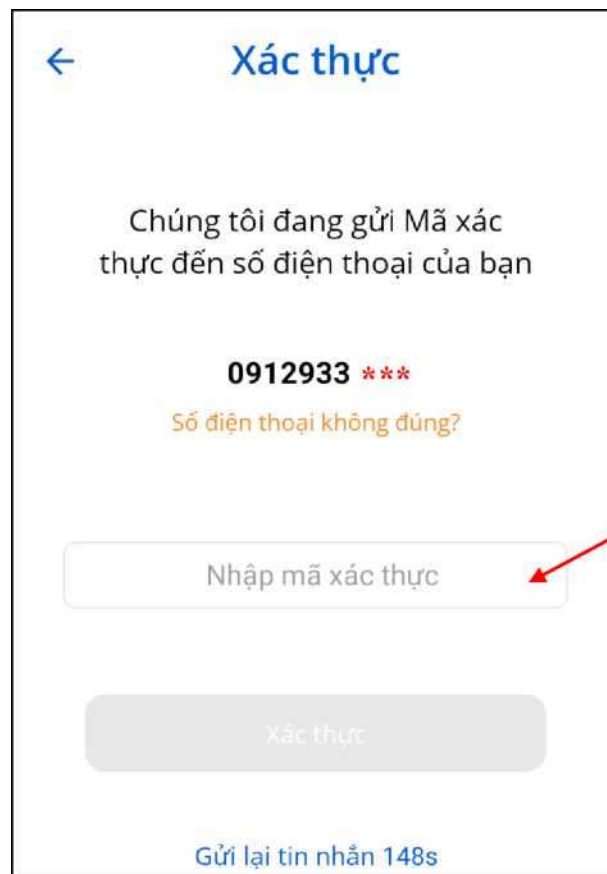 Xác thực
Chúng tôi đang gửi Mã xác
thực đến số điện thoại của bạn
0912933 ***
Số điện thoại không đúng?
Nhập mã xác thực
Xác thực
Gửi lại tin nhắn 148s